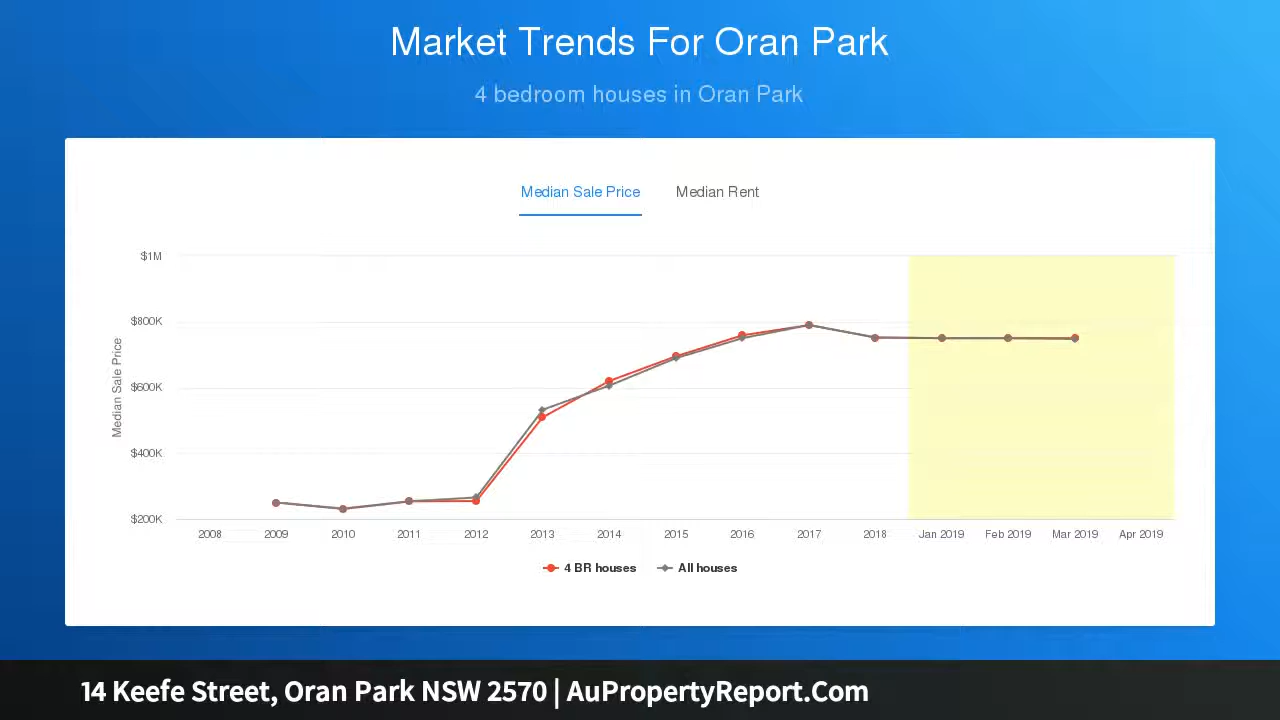 Market Trends For Oran Park
4 bedroom houses in Oran Park
Median Sale Price Median Rent
Median Sale Price
$1M
$800K
$600K
$400K
$200K
2008 2009 2010 2011 2012 2013 2014 2015 2016 2017 2018 Jan 2019 Feb 2019 Mar 2019 Apr 2019
4 BR houses All houses
14 Keefe Street, Oran Park NSW 2570 | AuPropertyReport.Com